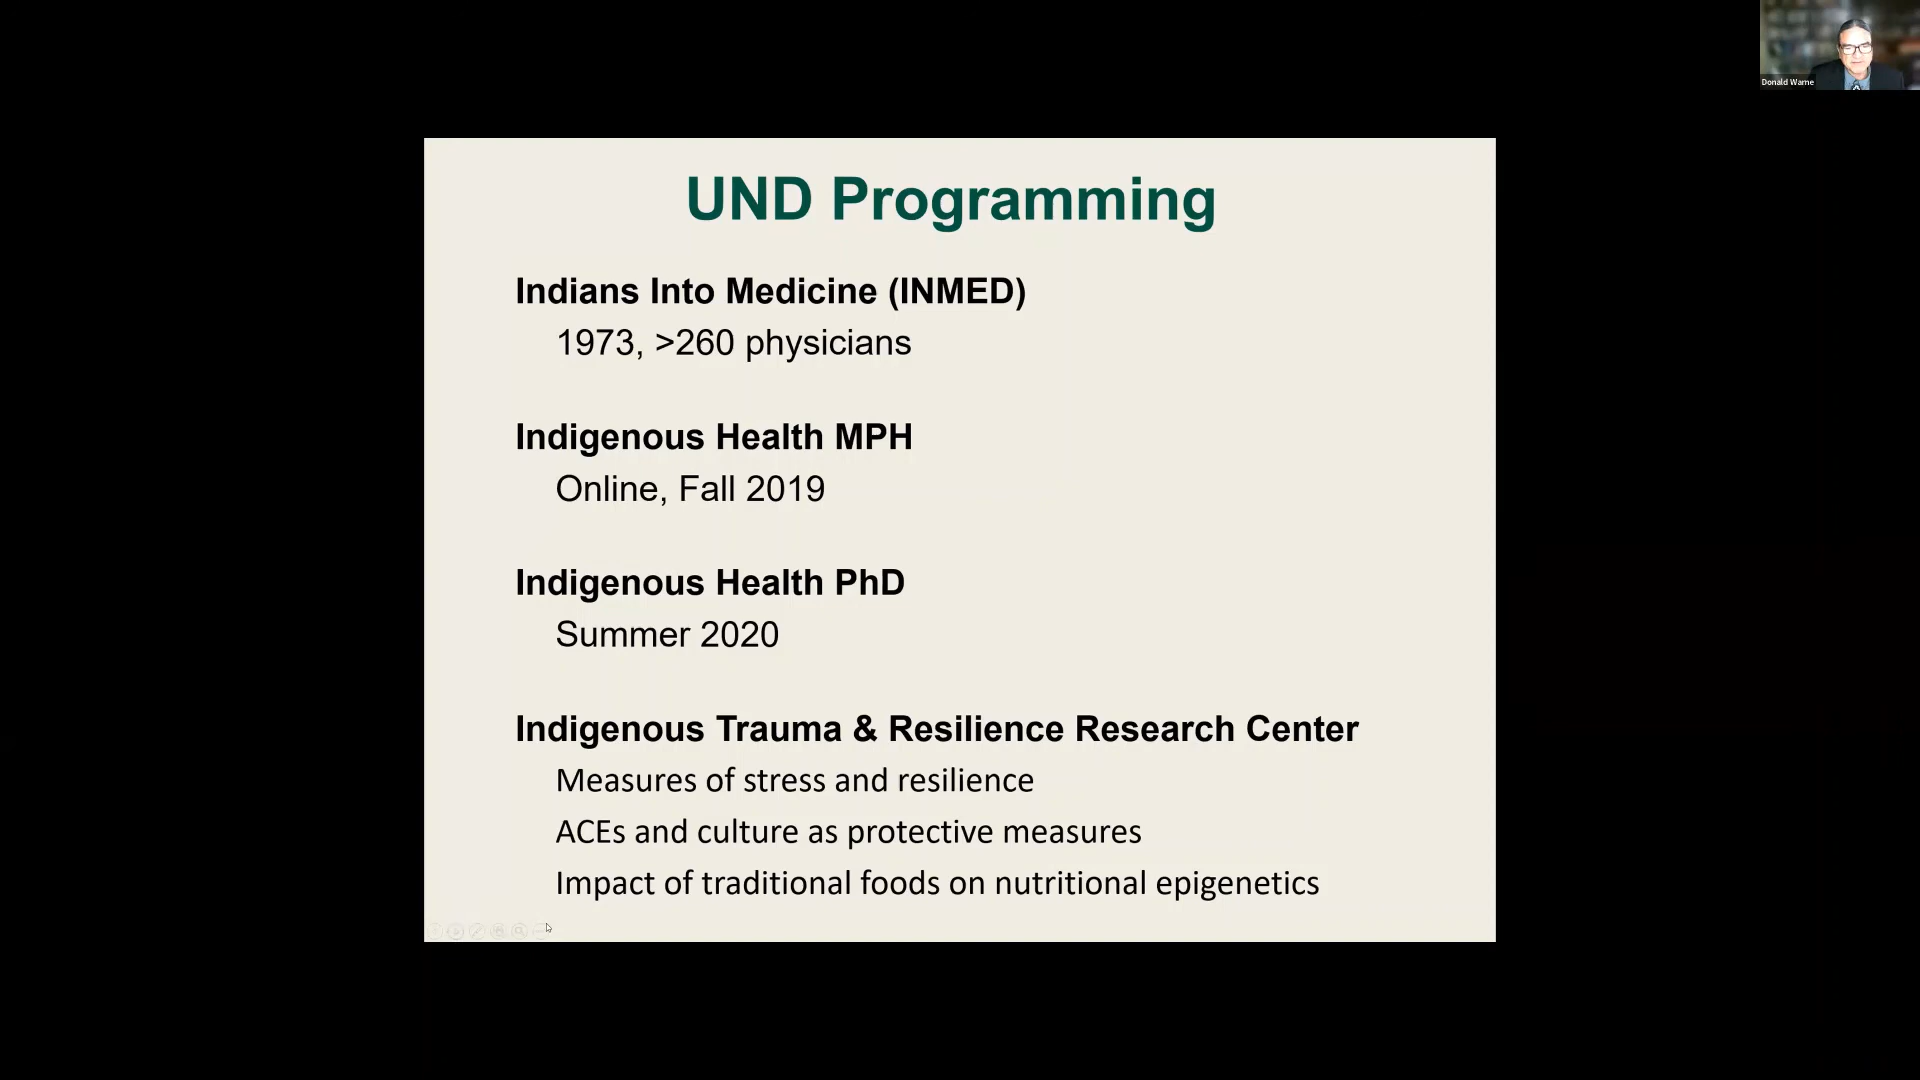 Donald Warne
UND Programming
Indians Into Medicine (INMED)
1973, >260 physicians
Indigenous Health MPH
Online, Fall 2019
Indigenous Health PhD
Summer 2020
Indigenous Trauma & Resilience Research Center
Measures of stress and resilience
ACEs and culture as protective measures
Impact of traditional foods on nutritional epigenetics